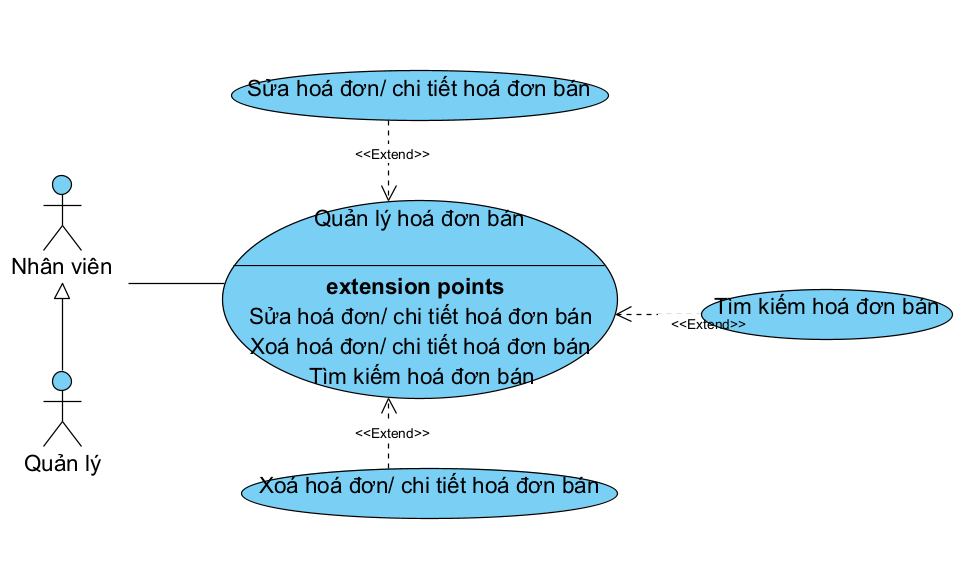 Sửa hoá đơn/ chi tiết hoá đơn bán
<<Extend>>
Nhân viên
Quản lý hoá đơn bán
extension points
Sửa hoá đơn/ chi tiết hoá đơn bán
Xoá hoá đơn/ chi tiết hoá đơn bán
Tìm kiếm hoá đơn bán
Tìm kiếm hoá đơn bán
<<Extend>>
<<Extend>>
Quản lý
Xoá hoá đơn/ chi tiết hoá đơn bán